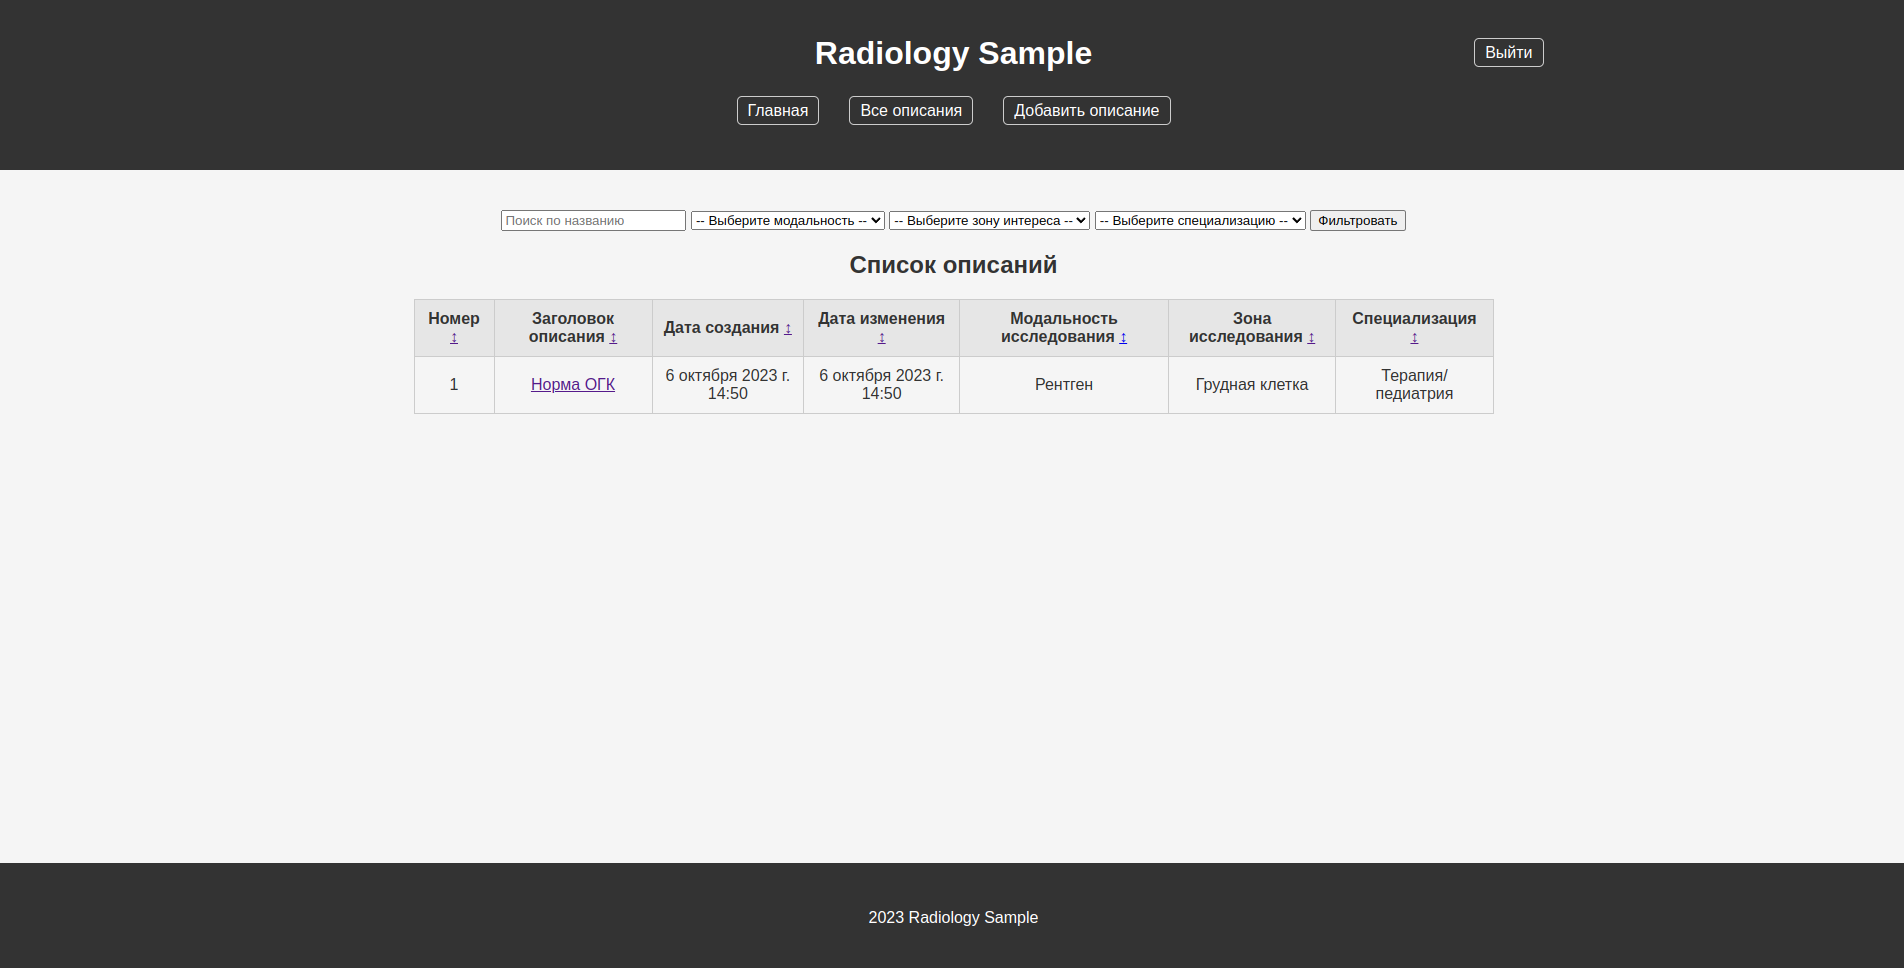 Radiology Sample
Выйти
Главная
Все описания
Добавить описание
Поиск по названию
-- Выберите модальность --
-- Выберите зону интереса --
-- Выберите специализацию --
Фильтровать
Список описаний
Номер ↕
Заголовок описания ↕
Дата создания ↕
Дата изменения ↕
Модальность исследования ↕
Зона исследования ↕
Специализация ↕
1
Норма ОГК
6 октября 2023 г. 14:50
6 октября 2023 г. 14:50
Рентген
Грудная клетка
Терапия/педиатрия
2023 Radiology Sample